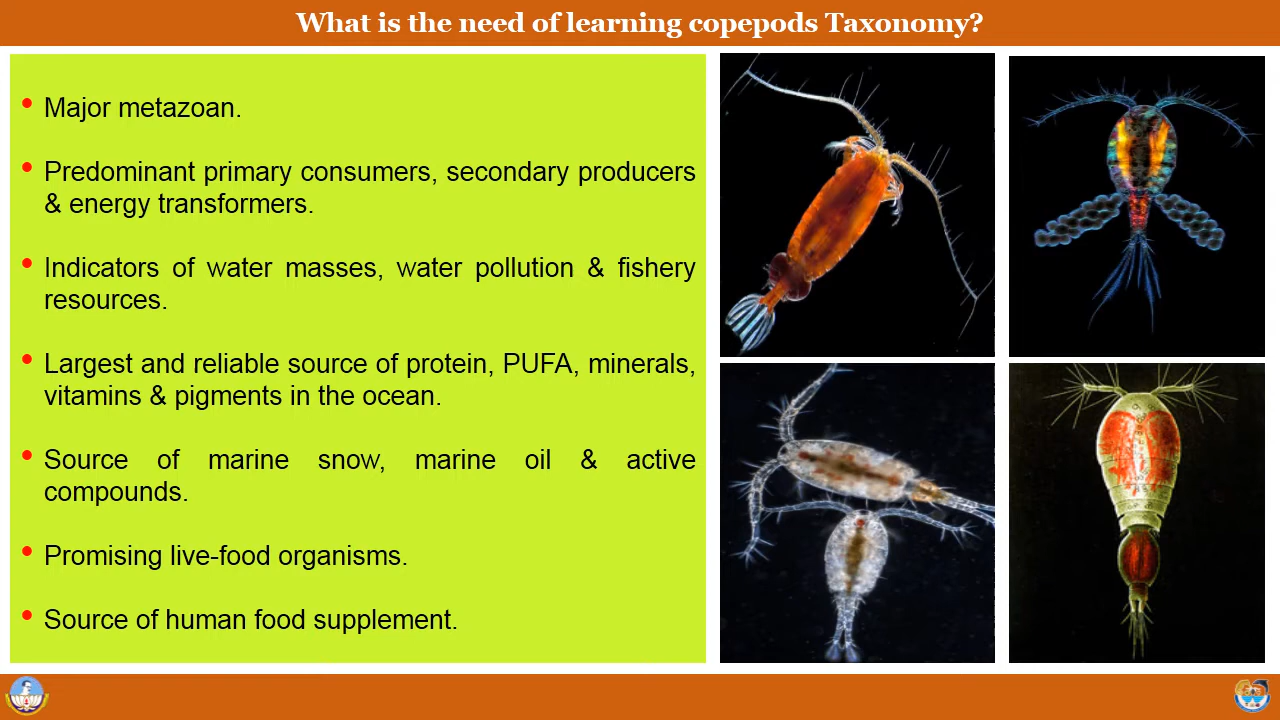 What is the need of learning copepods Taxonomy?
• Major metazoan.
• Predominant primary consumers, secondary producers
& energy transformers.
• Indicators of water masses, water pollution & fishery
resources.
• Largest and reliable source of protein, PUFA, minerals,
vitamins & pigments in the ocean.
• Source of marine snow, marine oil & active
compounds.
• Promising live-food organisms.
• Source of human food supplement.